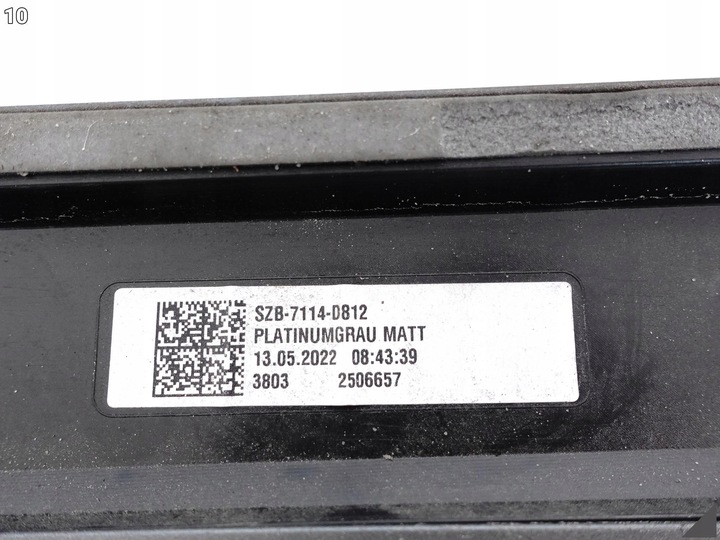 10
SZB-7114-D812
PLATINUMGRAU MATT
13.05.2022 08:43:39
3803 2506657